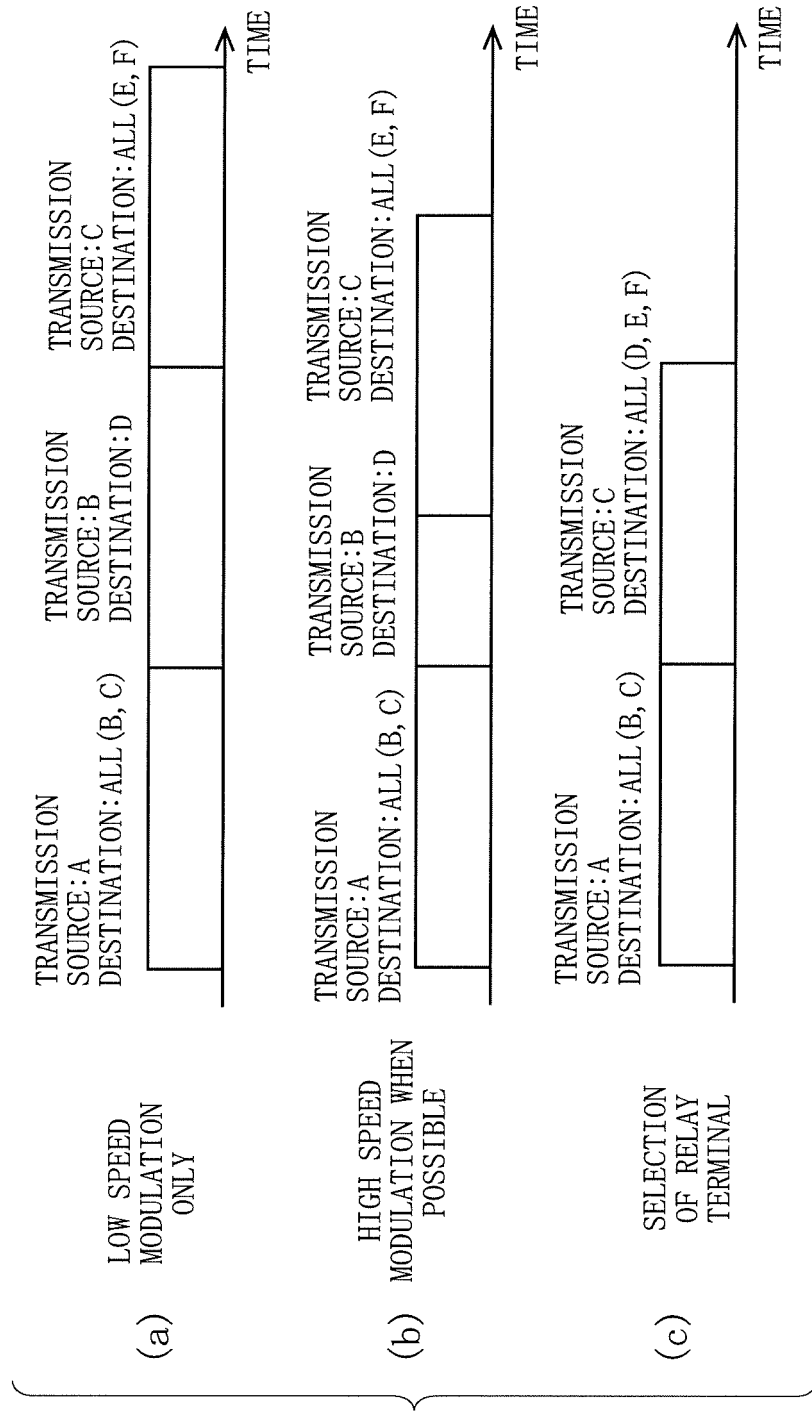 (a)
LOW SPEED
MODULATION
ONLY
TRANSMISSION
SOURCE:A
DESTINATION:ALL(B, C)
TRANSMISSION
SOURCE:B
DESTINATION:D
TRANSMISSION
SOURCE:C
DESTINATION:ALL(E, F)
TIME
(b)
HIGH SPEED
MODULATION WHEN
POSSIBLE
TRANSMISSION
SOURCE:A
DESTINATION:ALL(B, C)
TRANSMISSION
SOURCE:B
DESTINATION:D
TRANSMISSION
SOURCE:C
DESTINATION:ALL(E, F)
TIME
(c)
SELECTION
OF RELAY
TERMINAL
TRANSMISSION
SOURCE:A
DESTINATION:ALL(B, C)
TRANSMISSION
SOURCE:C
DESTINATION:ALL(D, E, F)
TIME